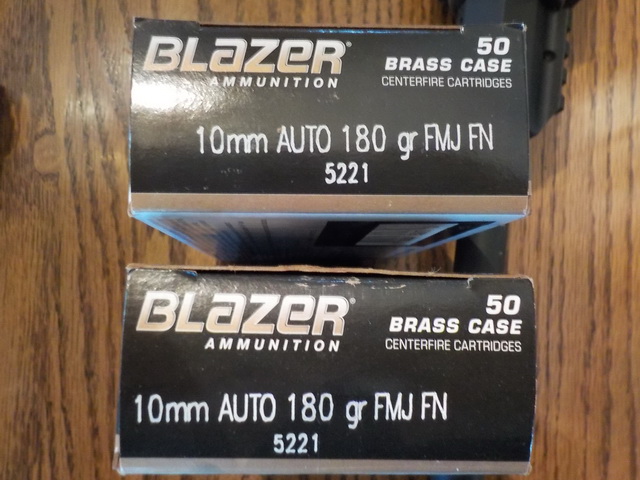 BLAZER®
AMMUNITION
50
BRASS CASE
CENTERFIRE CARTRIDGES
10mm AUTO 180 gr FMJ FN
5221
BLAZER®
AMMUNITION
50
BRASS CASE
CENTERFIRE CARTRIDGES
10mm AUTO 180 gr FMJ FN
5221